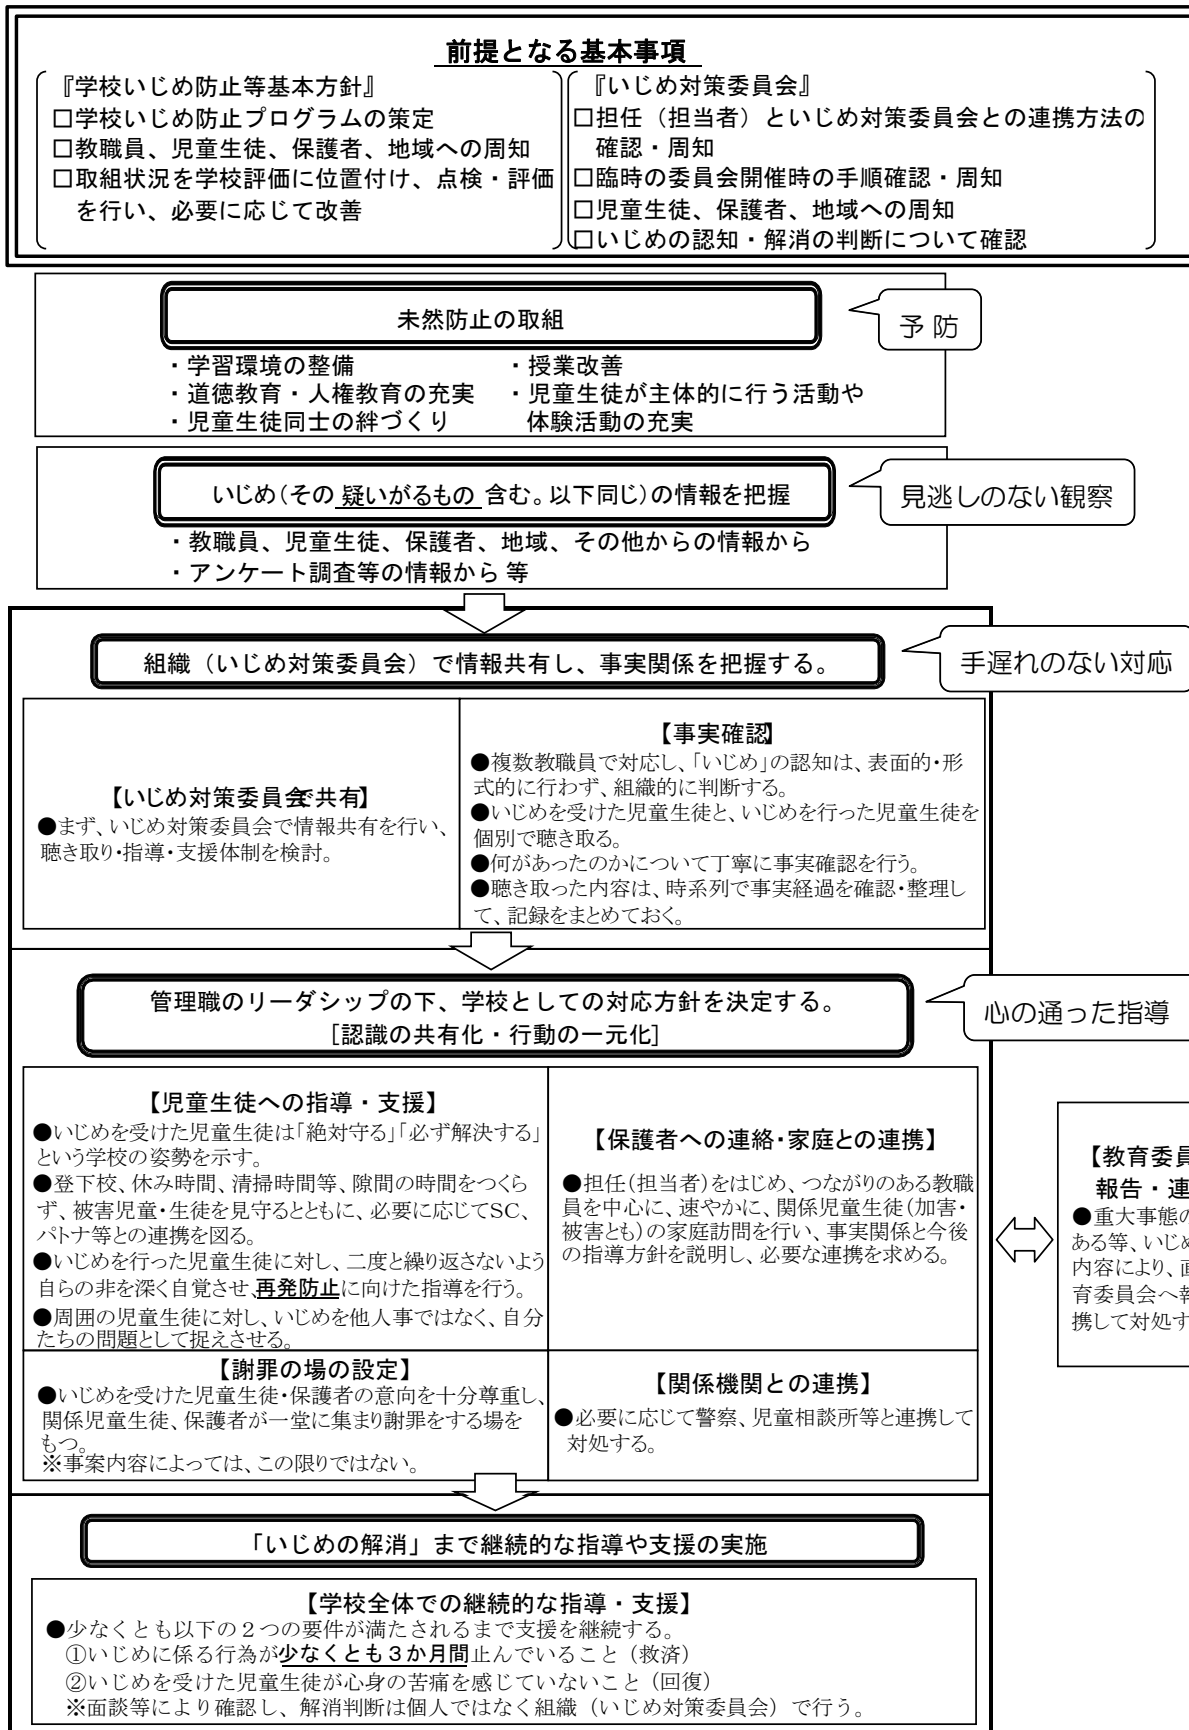 前提となる基本事項
『学校いじめ防止等基本方針』
□学校いじめ防止プログラムの策定
□教職員、児童生徒、保護者、地域への周知
□取組状況を学校評価に位置付け、点検・評価
を行い、必要に応じて改善
『いじめ対策委員会』
□担任（担当者）といじめ対策委員会との連携方法の
確認・周知
□臨時の委員会開催時の手順確認・周知
□児童生徒、保護者、地域への周知
□いじめの認知・解消の判断について確認
未然防止の取組
予 防
・学習環境の整備
・道徳教育・人権教育の充実
・児童生徒同士の絆づくり
・授業改善
・児童生徒が主体的に行う活動や
体験活動の充実
いじめ（その 疑いがるもの 含む。以下同じ）の情報を把握
見逃しのない観察
・教職員、児童生徒、保護者、地域、その他からの情報から
・アンケート調査等の情報から 等
組織（いじめ対策委員会）で情報共有し、事実関係を把握する。
手遅れのない対応
【いじめ対策委員会で共有】
●まず、いじめ対策委員会で情報共有を行い、
聴き取り・指導・支援体制を検討。
【事実確認】
●複数教職員で対応し、「いじめ」の認知は、表面的・形
式的に行わず、組織的に判断する。
●いじめを受けた児童生徒と、いじめを行った児童生徒を
個別で聴き取る。
●何があったのかについて丁寧に事実確認を行う。
●聴き取った内容は、時系列で事実経過を確認・整理し
て、記録をまとめておく。
管理職のリーダシップの下、学校としての対応方針を決定する。
［認識の共有化・行動の一元化］
心の通った指導
【児童生徒への指導・支援】
●いじめを受けた児童生徒は「絶対守る」「必ず解決する」
という学校の姿勢を示す。
●登下校、休み時間、清掃時間等、隙間の時間をつくら
ず、被害児童・生徒を見守るとともに、必要に応じてSC、
パトナ等との連携を図る。
●いじめを行った児童生徒に対し、二度と繰り返さないよう
自らの非を深く自覚させ、再発防止に向けた指導を行う。
●周囲の児童生徒に対し、いじめを他人事ではなく、自分
たちの問題として捉えさせる。
【保護者への連絡・家庭との連携】
●担任（担当者）をはじめ、つながりのある教職
員を中心に、速やかに、関係児童生徒（加害・
被害とも）の家庭訪問を行い、事実関係と今後
の指導方針を説明し、必要な連携を求める。
【教育委員
報告・連
●重大事態の
ある等、いじめ
内容により、直
育委員会へ報
携して対処す
【謝罪の場の設定】
●いじめを受けた児童生徒・保護者の意向を十分尊重し、
関係児童生徒、保護者が一堂に集まり謝罪をする場を
もつ。
※事案内容によっては、この限りではない。
【関係機関との連携】
●必要に応じて警察、児童相談所等と連携して
対処する。
「いじめの解消」まで継続的な指導や支援の実施
【学校全体での継続的な指導・支援】
●少なくとも以下の２つの要件が満たされるまで支援を継続する。
①いじめに係る行為が少なくとも３か月間止んでいること（救済）
②いじめを受けた児童生徒が心身の苦痛を感じていないこと（回復）
※面談等により確認し、解消判断は個人ではなく組織（いじめ対策委員会）で行う。